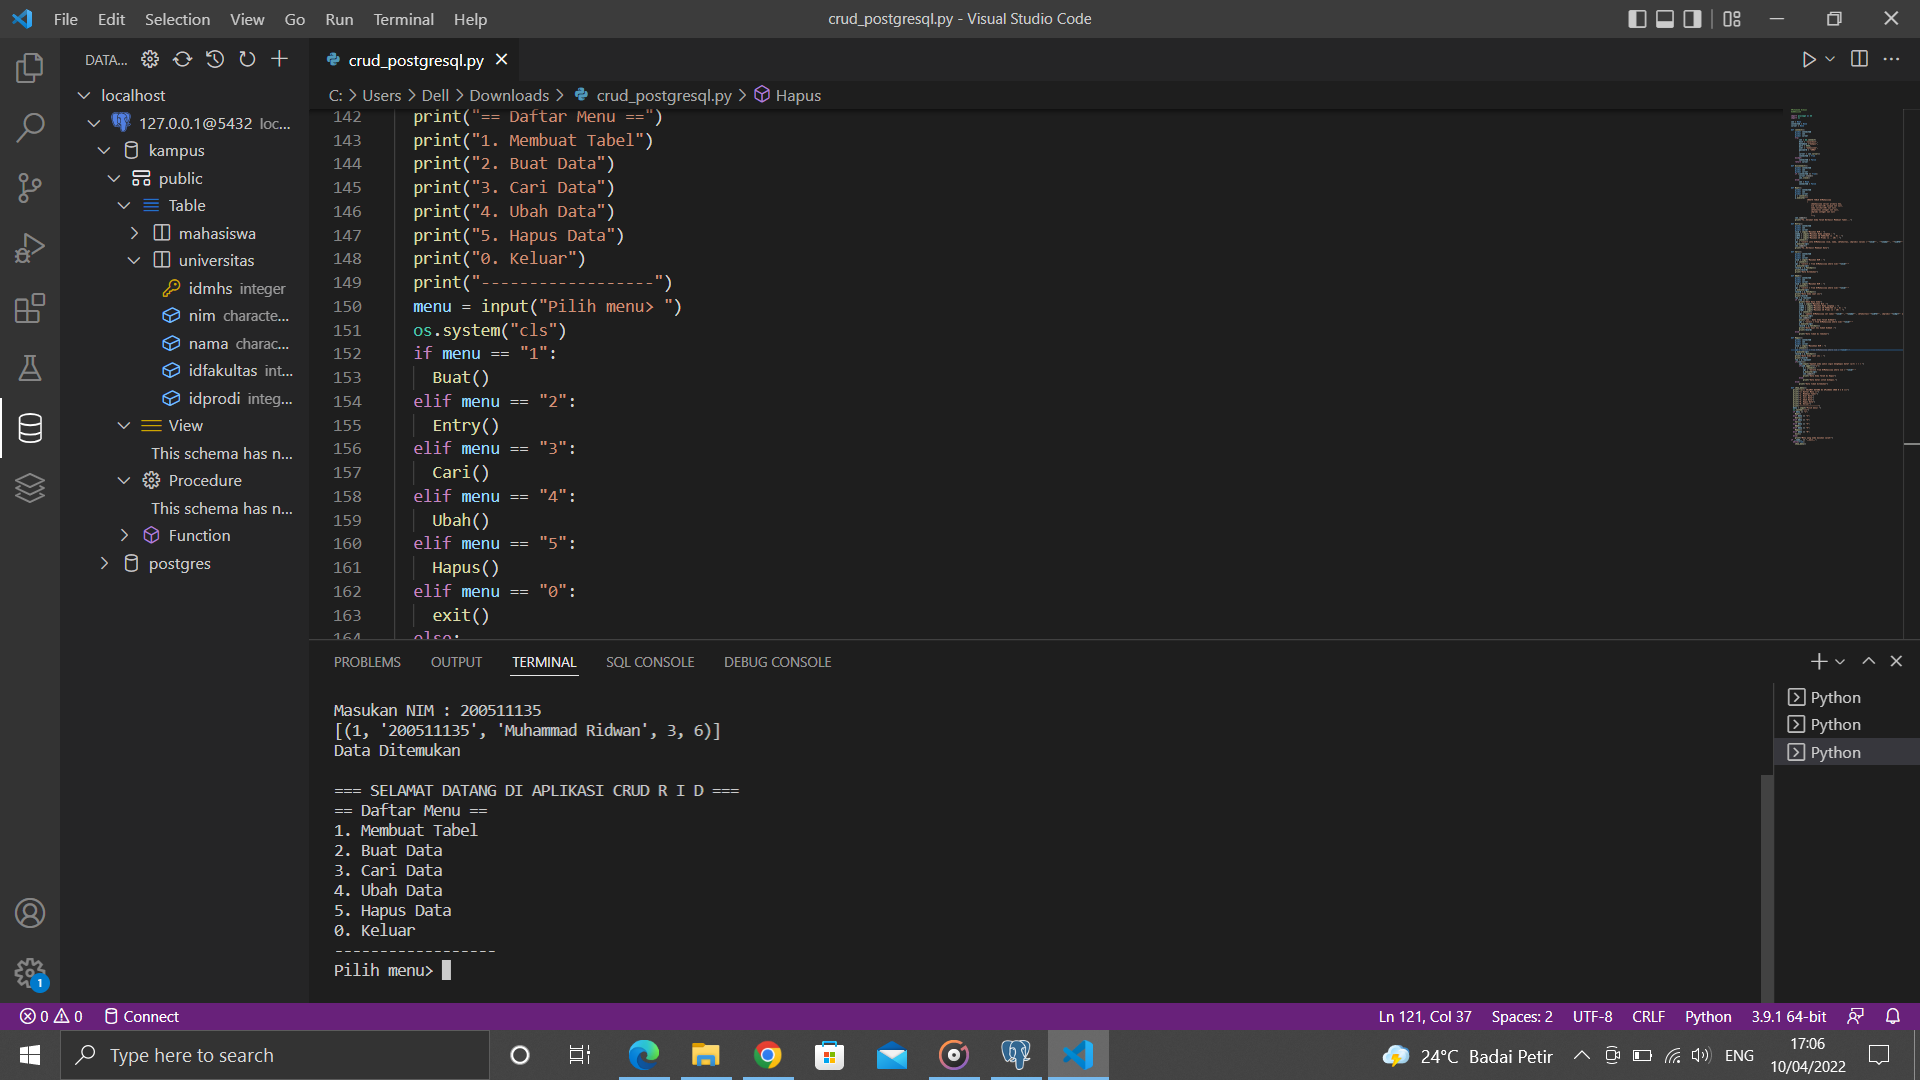 File Edit Selection View Go Run Terminal Help
crud_postgresql.py - Visual Studio Code
DATA...
localhost
127.0.0.1@5432 loc...
kampus
public
Table
mahasiswa
universitas
idmhs integer
nim characte...
nama charac...
idfakultas int...
idprodi integ...
View
This schema has n...
Procedure
This schema has n...
Function
postgres
crud_postgresql.py
C: > Users > Dell > Downloads > crud_postgresql.py > Hapus
142 print("== Daftar Menu ==")
143 print("1. Membuat Tabel")
144 print("2. Buat Data")
145 print("3. Cari Data")
146 print("4. Ubah Data")
147 print("5. Hapus Data")
148 print("0. Keluar")
149 print("------------------")
150 menu = input("Pilih menu> ")
151 os.system("cls")
152 if menu == "1":
153 Buat()
154 elif menu == "2":
155 Entry()
156 elif menu == "3":
157 Cari()
158 elif menu == "4":
159 Ubah()
160 elif menu == "5":
161 Hapus()
162 elif menu == "0":
163 exit()
164 else:
PROBLEMS OUTPUT TERMINAL SQL CONSOLE DEBUG CONSOLE
Masukan NIM : 200511135
[(1, '200511135', 'Muhammad Ridwan', 3, 6)]
Data Ditemukan
=== SELAMAT DATANG DI APLIKASI CRUD R I D ===
== Daftar Menu ==
1. Membuat Tabel
2. Buat Data
3. Cari Data
4. Ubah Data
5. Hapus Data
0. Keluar
------------------
Pilih menu>
Python
Python
Python
1
0 0 Connect
Ln 121, Col 37 Spaces: 2 UTF-8 CRLF Python 3.9.1 64-bit
Type here to search
24°C Badai Petir
ENG
17:06
10/04/2022